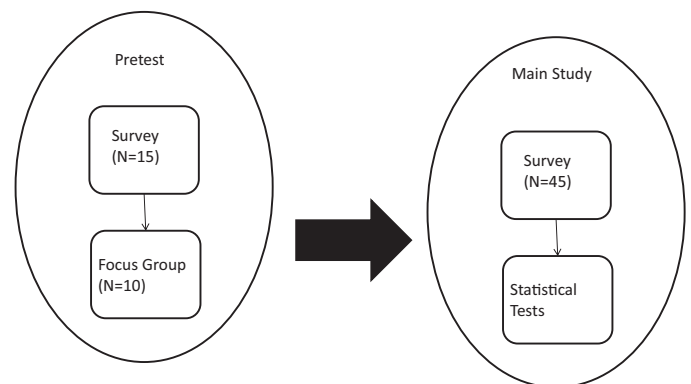 Pretest
Survey
(N=15)
Focus Group
(N=10)
Main Study
Survey
(N=45)
Statistical
Tests